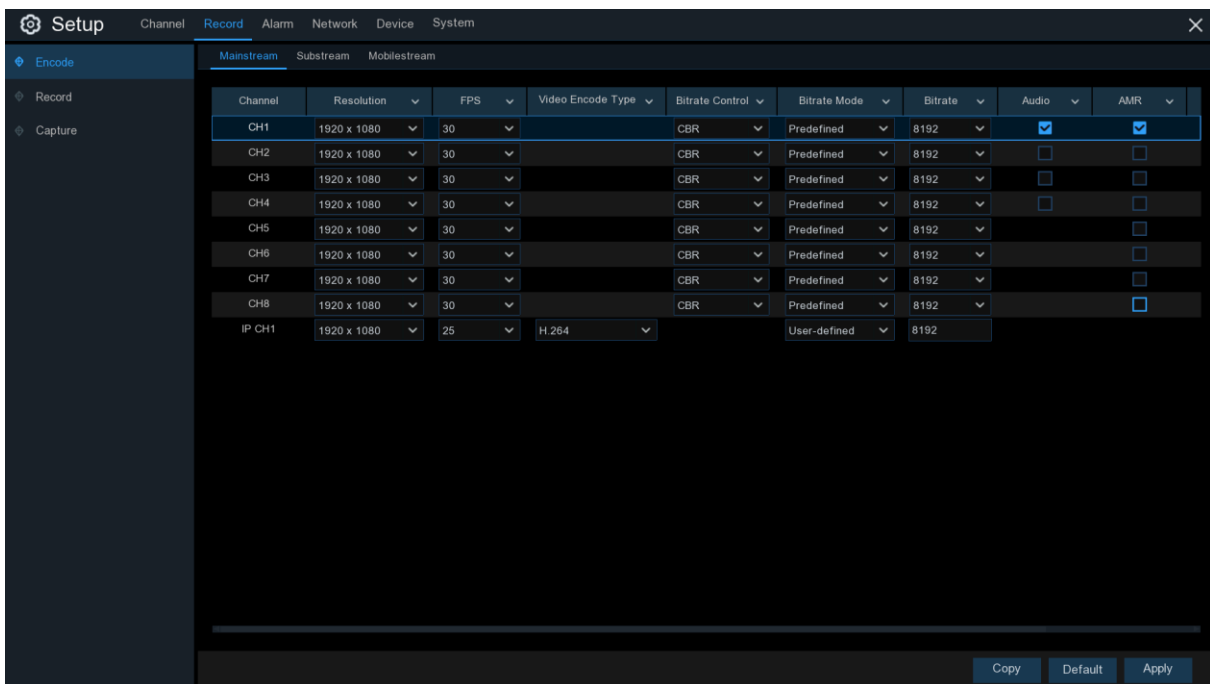 Setup Channel Record Alarm Network Device System
Encode
Record
Capture
Mainstream Substream Mobilestream
Channel Resolution FPS Video Encode Type Bitrate Control Bitrate Mode Bitrate Audio AMR
CH1 1920 x 1080 30 CBR Predefined 8192
CH2 1920 x 1080 30 CBR Predefined 8192
CH3 1920 x 1080 30 CBR Predefined 8192
CH4 1920 x 1080 30 CBR Predefined 8192
CH5 1920 x 1080 30 CBR Predefined 8192
CH6 1920 x 1080 30 CBR Predefined 8192
CH7 1920 x 1080 30 CBR Predefined 8192
CH8 1920 x 1080 30 CBR Predefined 8192
IP CH1 1920 x 1080 25 H.264 User-defined 8192
Copy Default Apply